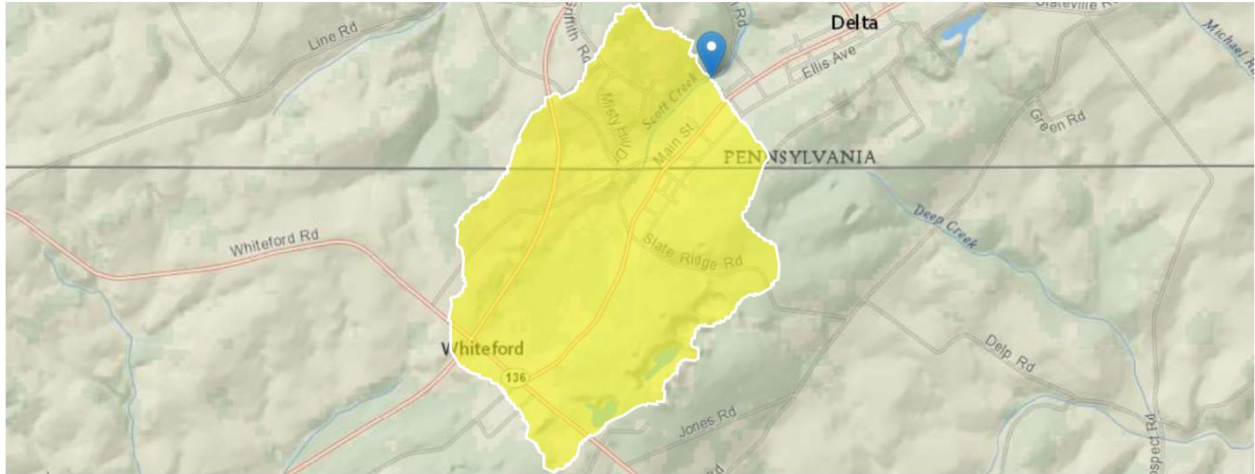 Delta
Line Rd
Griffith Rd
Ellis Ave
Scott Creek
Misty Hill Dr
Main St
Green Rd
PENNSYLVANIA
Deep Creek
Whiteford Rd
Slate Ridge Rd
Whiteford
136
Delp Rd
Jones Rd